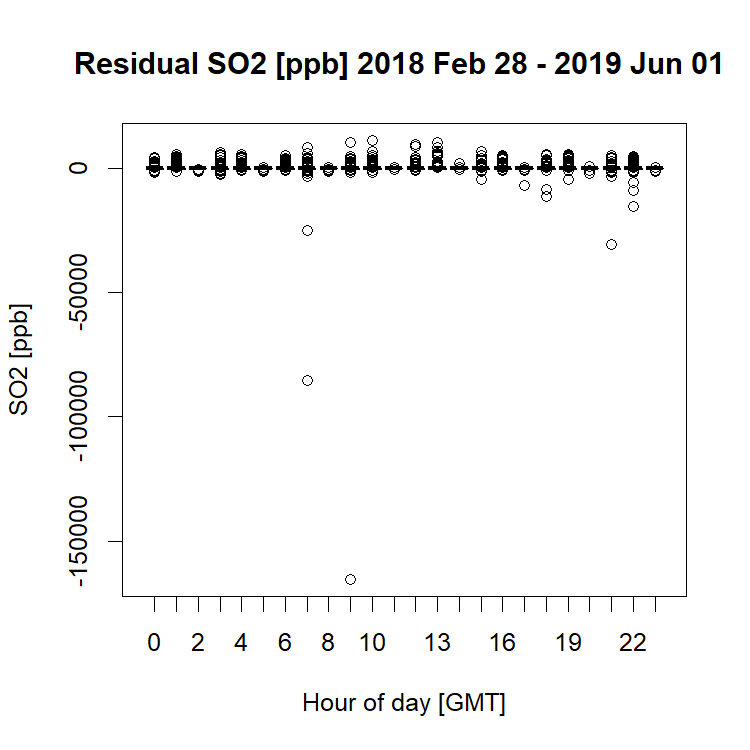 Residual SO2 [ppb] 2018 Feb 28 - 2019 Jun 01
SO2 [ppb]
0
-50000
-100000
-150000
0 2 4 6 8 10 13 16 19 22
Hour of day [GMT]